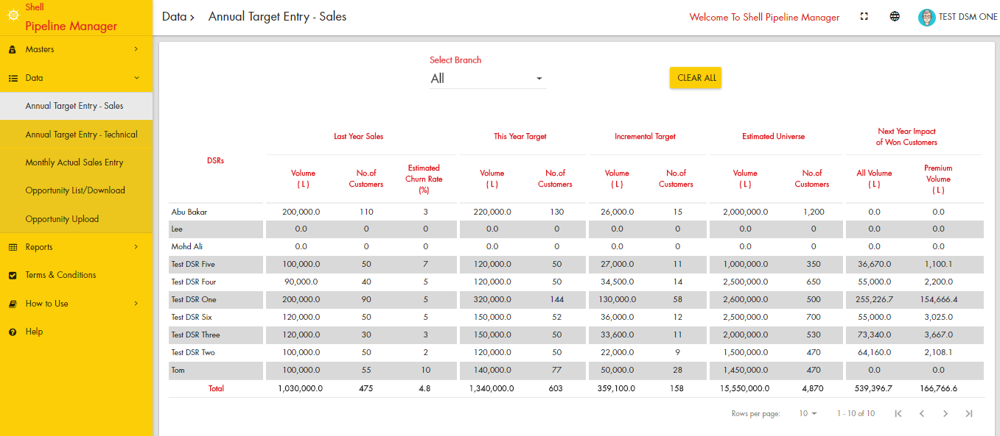 Shell
Pipeline Manager
Data › Annual Target Entry - Sales
Welcome To Shell Pipeline Manager
TEST DSM ONE
Masters
Data
Annual Target Entry - Sales
Annual Target Entry - Technical
Monthly Actual Sales Entry
Opportunity List/Download
Opportunity Upload
Reports
Terms & Conditions
How to Use
Help
Select Branch
All
CLEAR ALL
DSRs
Last Year Sales
This Year Target
Incremental Target
Estimated Universe
Next Year Impact
of Won Customers
Volume
( L )
No.of
Customers
Estimated
Churn Rate
(%)
Volume
( L )
No.of
Customers
Volume
( L )
No.of
Customers
Volume
( L )
No.of
Customers
All Volume
( L )
Premium
Volume
( L )
Abu Bakar 200,000.0 110 3 220,000.0 130 26,000.0 15 2,000,000.0 1,200 0.0 0.0
Lee 0.0 0 0 0.0 0 0.0 0 0.0 0 0.0 0.0
Mohd Ali 0.0 0 0 0.0 0 0.0 0 0.0 0 0.0 0.0
Test DSR Five 100,000.0 50 7 120,000.0 50 27,000.0 11 1,000,000.0 350 36,670.0 1,100.1
Test DSR Four 90,000.0 40 5 120,000.0 50 34,500.0 14 2,500,000.0 650 55,000.0 2,200.0
Test DSR One 200,000.0 90 5 320,000.0 144 130,000.0 58 2,600,000.0 500 255,226.7 154,666.4
Test DSR Six 120,000.0 50 5 150,000.0 52 36,000.0 12 2,500,000.0 700 55,000.0 3,025.0
Test DSR Three 120,000.0 30 3 150,000.0 50 33,600.0 11 2,000,000.0 530 73,340.0 3,667.0
Test DSR Two 100,000.0 50 2 120,000.0 50 22,000.0 9 1,500,000.0 470 64,160.0 2,108.1
Tom 100,000.0 55 10 140,000.0 77 50,000.0 28 1,450,000.0 470 0.0 0.0
Total 1,030,000.0 475 4.8 1,340,000.0 603 359,100.0 158 15,550,000.0 4,870 539,396.7 166,766.6
Rows per page: 10 1 - 10 of 10